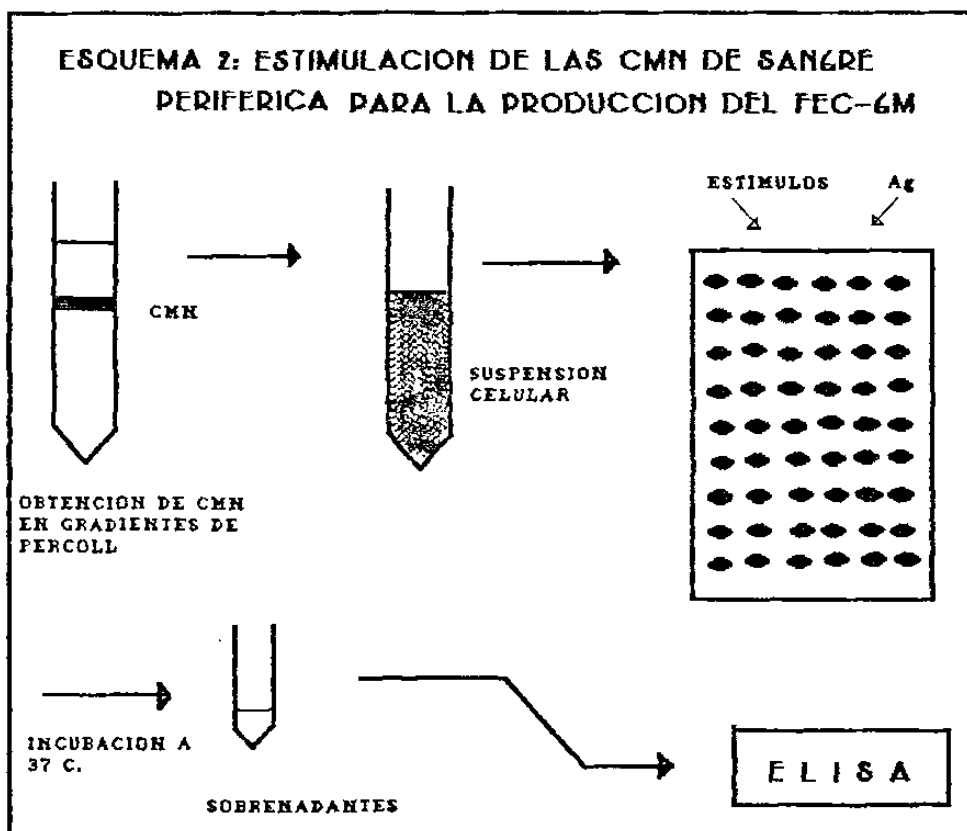 ESQUEMA 2: ESTIMULACION DE LAS CMN DE SANGRE
PERIFERICA PARA LA PRODUCCION DEL FEC-GM
ESTIMULOS
Ag
CMN
SUSPENSION
CELULAR
OBTENCION DE CMN
EN GRADIENTES DE
PERCOLL
INCUBACION A
37 C.
SOBRENADANTES
ELISA